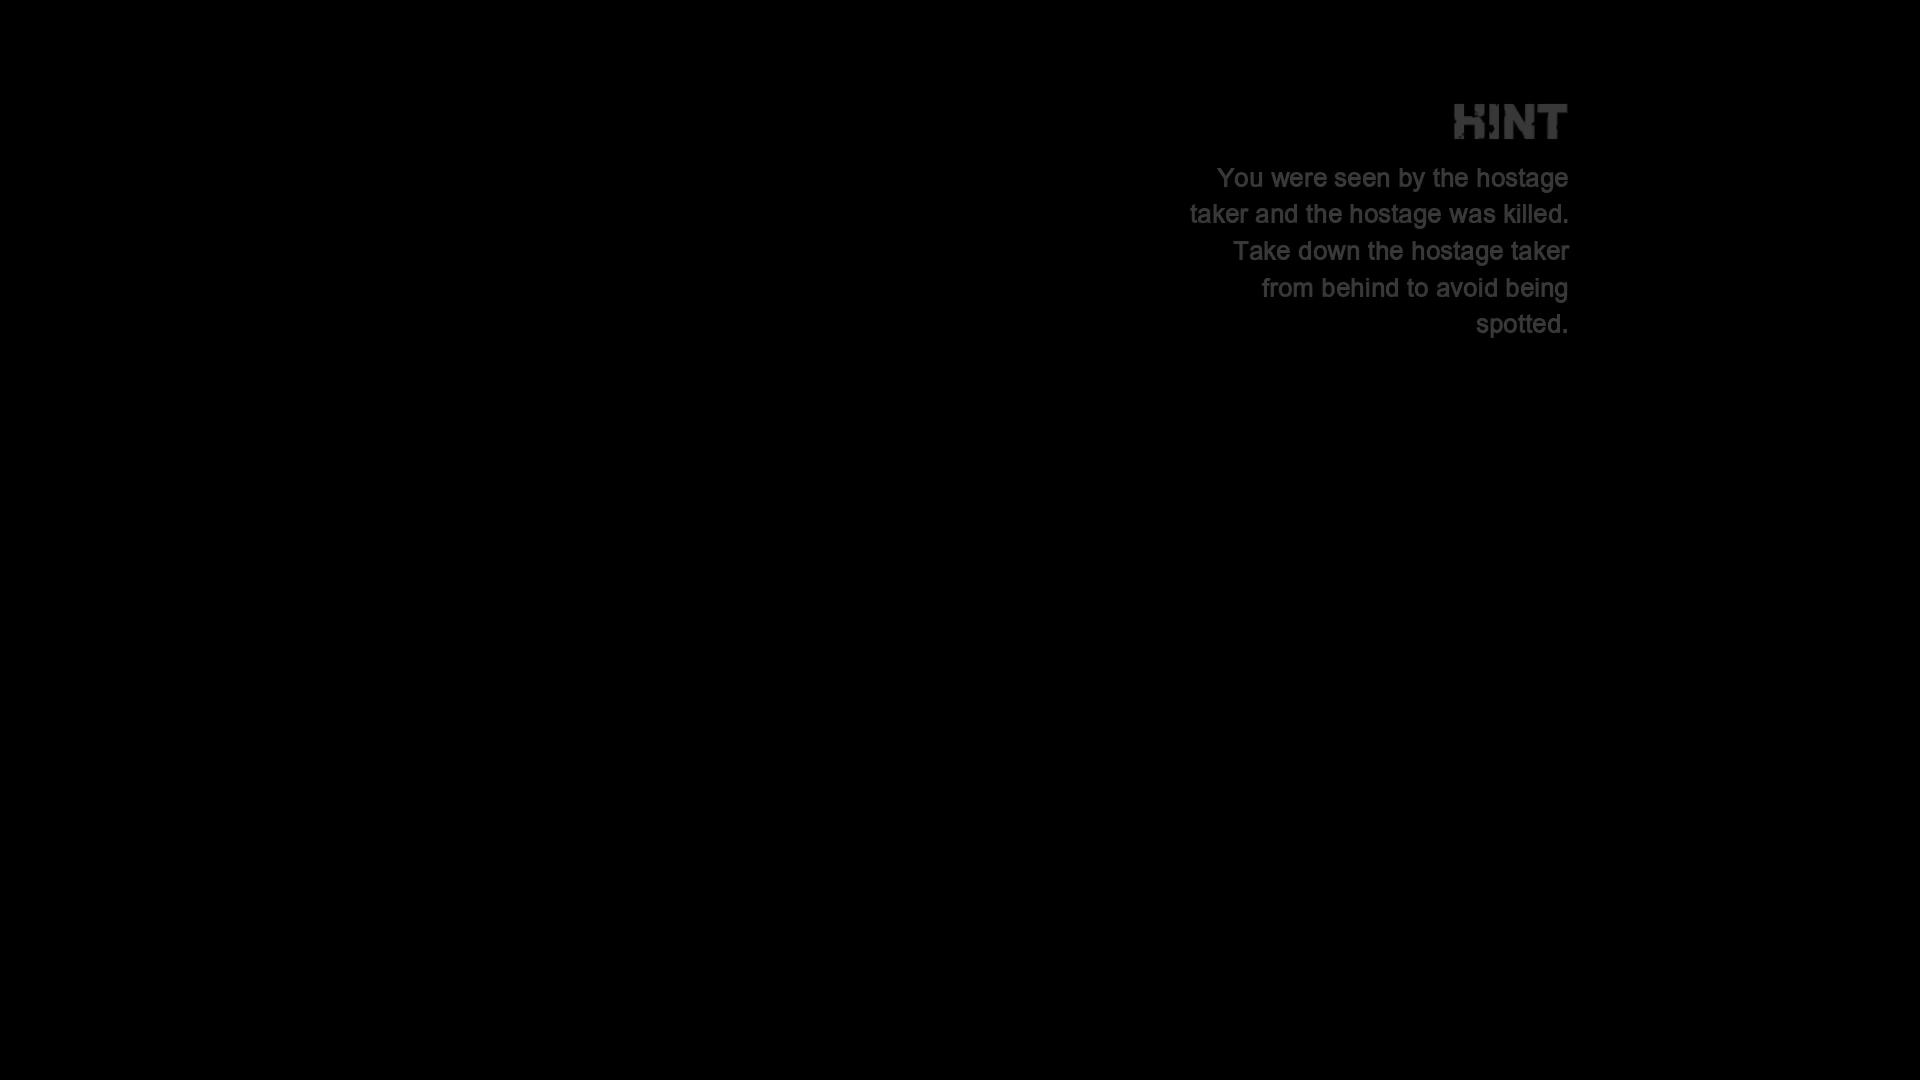 HINT
You were seen by the hostage
taker and the hostage was killed.
Take down the hostage taker
from behind to avoid being
spotted.